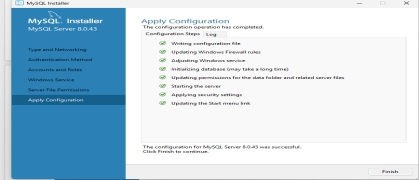 MySQL Installer
MySQL. Installer
MySQL Server 8.0.43
Type and Networking
Authentication Method
Accounts and Roles
Windows Service
Server File Permissions
Apply Configuration
Apply Configuration
The configuration operation has completed.
Configuration Steps Log
Writing configuration file
Updating Windows Firewall rules
Adjusting Windows service
Initializing database (may take a long time)
Updating permissions for the data folder and related server files
Starting the server
Applying security settings
Updating the Start menu link
The configuration for MySQL Server 8.0.43 was successful.
Click Finish to continue.
Finish